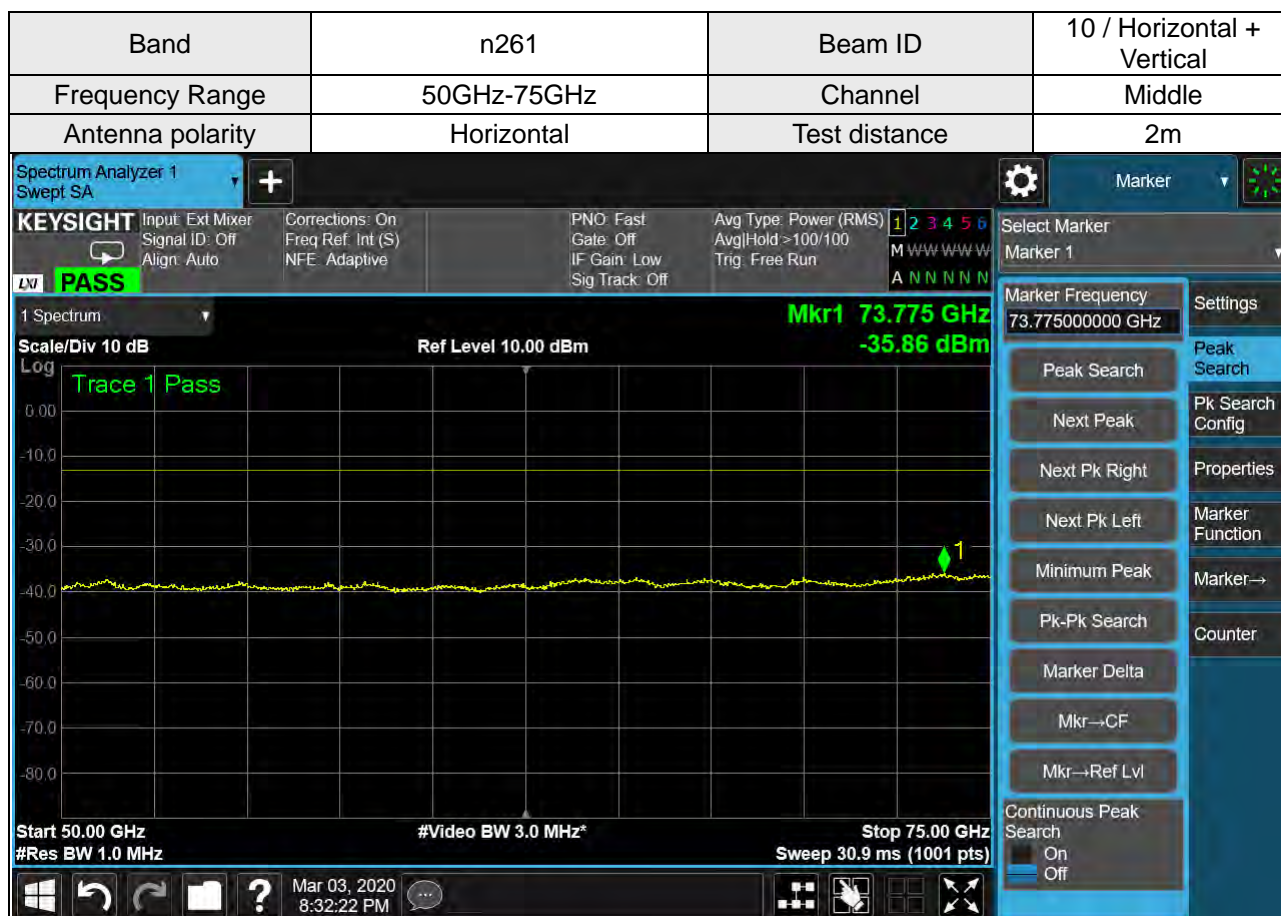 Band n261 Beam ID 10 / Horizontal +
Vertical
Frequency Range 50GHz-75GHz Channel Middle
Antenna polarity Horizontal Test distance 2m
Spectrum Analyzer 1
Swept SA
+
Marker
KEYSIGHT
LXI PASS
Input: Ext Mixer
Signal ID: Off
Align: Auto
Corrections: On
Freq Ref: Int (S)
NFE: Adaptive
PNO: Fast
Gate: Off
IF Gain: Low
Sig Track: Off
Avg Type: Power (RMS)
Avg|Hold:>100/100
Trig: Free Run
1 2 3 4 5 6
M W W W W W
A N N N N N
1 Spectrum
Mkr1 73.775 GHz
-35.86 dBm
Scale/Div 10 dB
Ref Level 10.00 dBm
Log
Trace 1 Pass
0.00
-10.0
-20.0
-30.0
-40.0
-50.0
-60.0
-70.0
-80.0
1
Start 50.00 GHz
#Res BW 1.0 MHz
#Video BW 3.0 MHz*
Stop 75.00 GHz
Sweep 30.9 ms (1001 pts)
?
Mar 03, 2020
8:32:22 PM
Select Marker
Marker 1
Marker Frequency
73.775000000 GHz
Peak Search
Next Peak
Next Pk Right
Next Pk Left
Minimum Peak
Pk-Pk Search
Marker Delta
Mkr→CF
Mkr→Ref Lvl
Continuous Peak
Search
On
Off
Settings
Peak
Search
Pk Search
Config
Properties
Marker
Function
Marker→
Counter